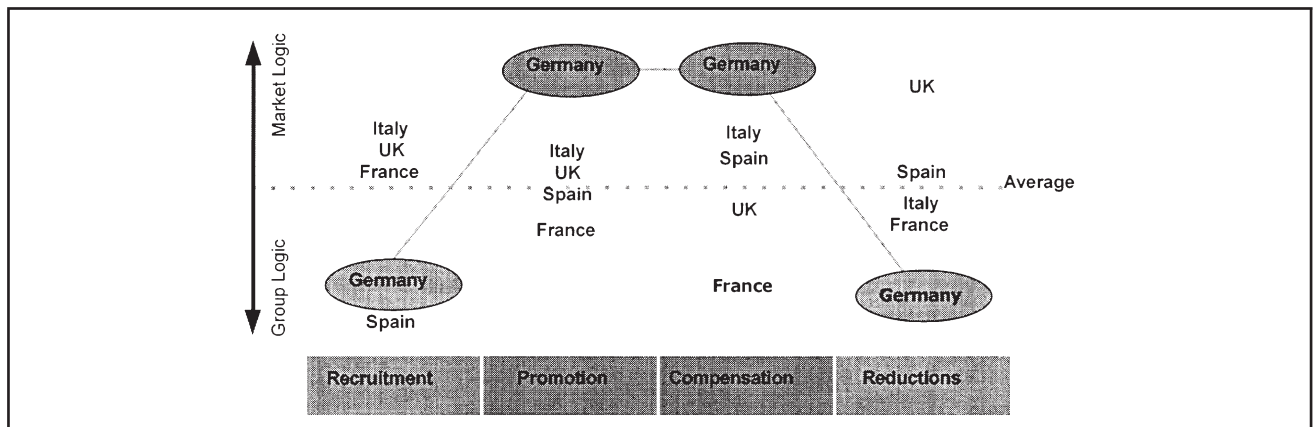 Market Logic
Group Logic
Germany
Germany
UK
Italy
UK
France
Italy
UK
Spain
France
Italy
Spain
UK
Spain
Average
Italy
France
Germany
Spain
France
Germany
Recruitment
Promotion
Compensation
Reductions